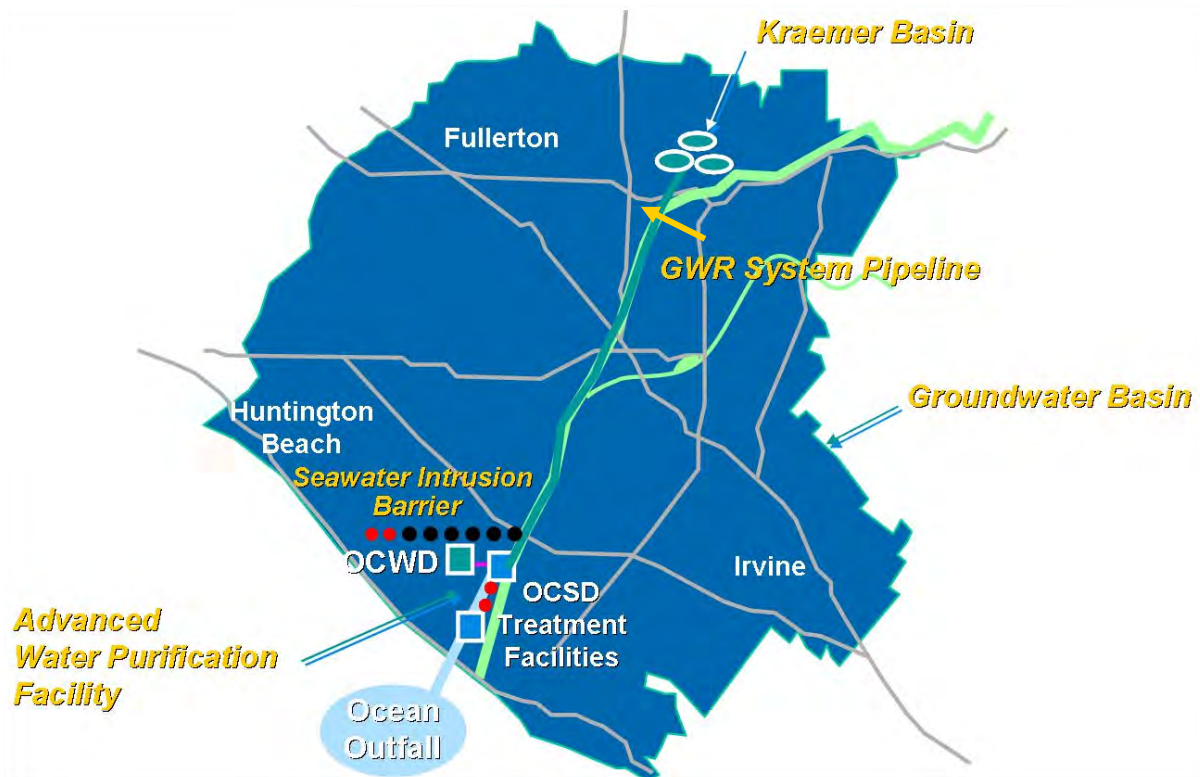 Kraemer Basin
Fullerton
GWR System Pipeline
Groundwater Basin
Huntington
Beach
Seawater Intrusion
Barrier
OCWD
Irvine
OCSD
Treatment
Facilities
Advanced
Water Purification
Facility
Ocean
Outfall